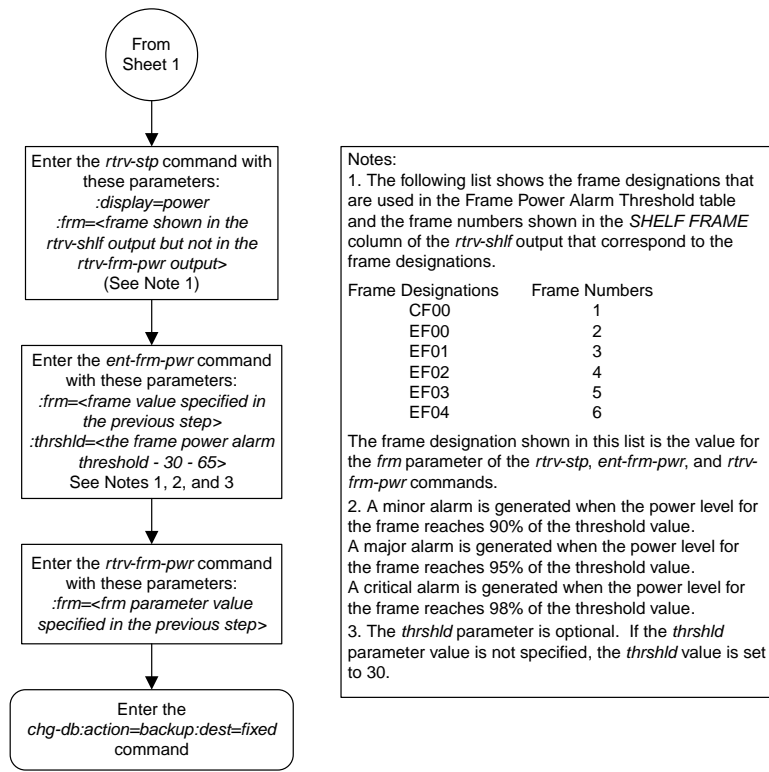 From
Sheet 1
Enter the rtrv-stp command with
these parameters:
:display=power
:frm=<frame shown in the
rtrv-shlf output but not in the
rtrv-frm-pwr output>
(See Note 1)
Enter the ent-frm-pwr command
with these parameters:
:frm=<frame value specified in
the previous step>
:thrshld=<the frame power alarm
threshold - 30 - 65>
See Notes 1, 2, and 3
Enter the rtrv-frm-pwr command
with these parameters:
:frm=<frm parameter value
specified in the previous step>
Enter the
chg-db:action=backup:dest=fixed
command
Notes:
1. The following list shows the frame designations that
are used in the Frame Power Alarm Threshold table
and the frame numbers shown in the SHELF FRAME
column of the rtrv-shlf output that correspond to the
frame designations.
Frame Designations Frame Numbers
CF00 1
EF00 2
EF01 3
EF02 4
EF03 5
EF04 6
The frame designation shown in this list is the value for
the frm parameter of the rtrv-stp, ent-frm-pwr, and rtrv-
frm-pwr commands.
2. A minor alarm is generated when the power level for
the frame reaches 90% of the threshold value.
A major alarm is generated when the power level for
the frame reaches 95% of the threshold value.
A critical alarm is generated when the power level for
the frame reaches 98% of the threshold value.
3. The thrshld parameter is optional. If the thrshld
parameter value is not specified, the thrshld value is set
to 30.